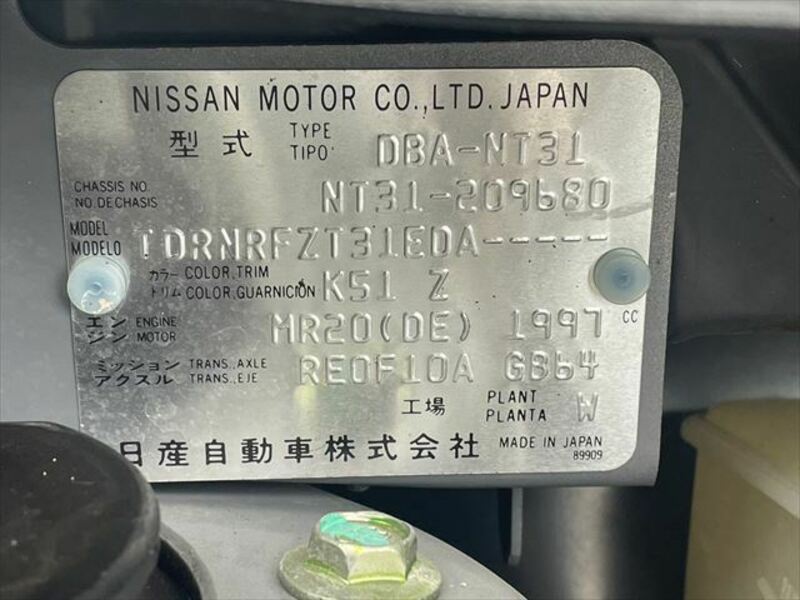 NISSAN MOTOR CO.,LTD. JAPAN
型式 TYPE TIPO DBA-NT31
CHASSIS NO.
NO. DE CHASIS NT31-209680
MODEL
MODELO TDRNRFZT31EDA-----
カラー COLOR,TRIM
トリム COLOR,GUARNICION K51 Z
エンジン ENGINE MOTOR MR20(DE) 1997 CC
ミッション TRANS.,AXLE
アクスル TRANS.,EJE RE0F10A GB64
工場 PLANT PLANTA W
日産自動車株式会社 MADE IN JAPAN
89909